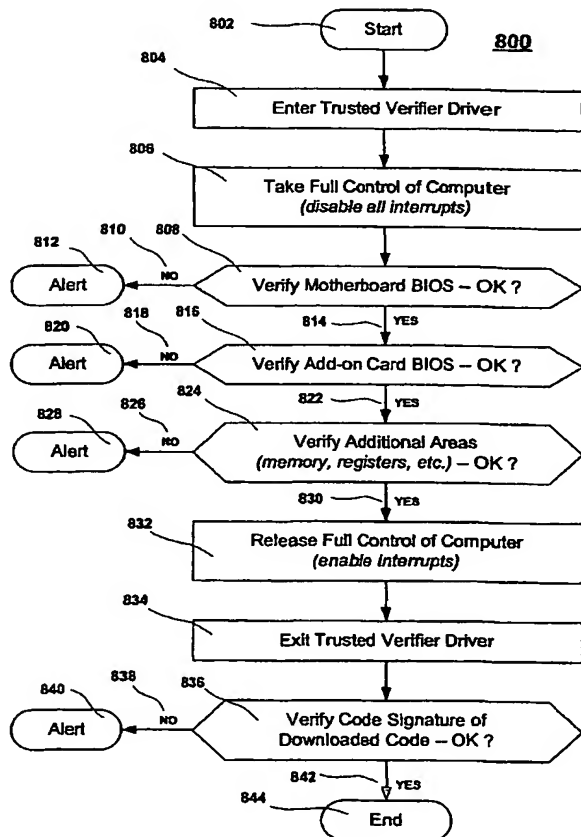 802
Start
800
804
Enter Trusted Verifier Driver
806
Take Full Control of Computer
(disable all interrupts)
812
810
808
Alert
NO
Verify Motherboard BIOS – OK ?
814
YES
820
818
816
Alert
NO
Verify Add-on Card BIOS – OK ?
822
YES
824
828
826
Alert
NO
Verify Additional Areas
(memory, registers, etc.) – OK ?
830
YES
832
Release Full Control of Computer
(enable interrupts)
834
Exit Trusted Verifier Driver
840
838
836
Alert
NO
Verify Code Signature of
Downloaded Code – OK ?
842
YES
844
End